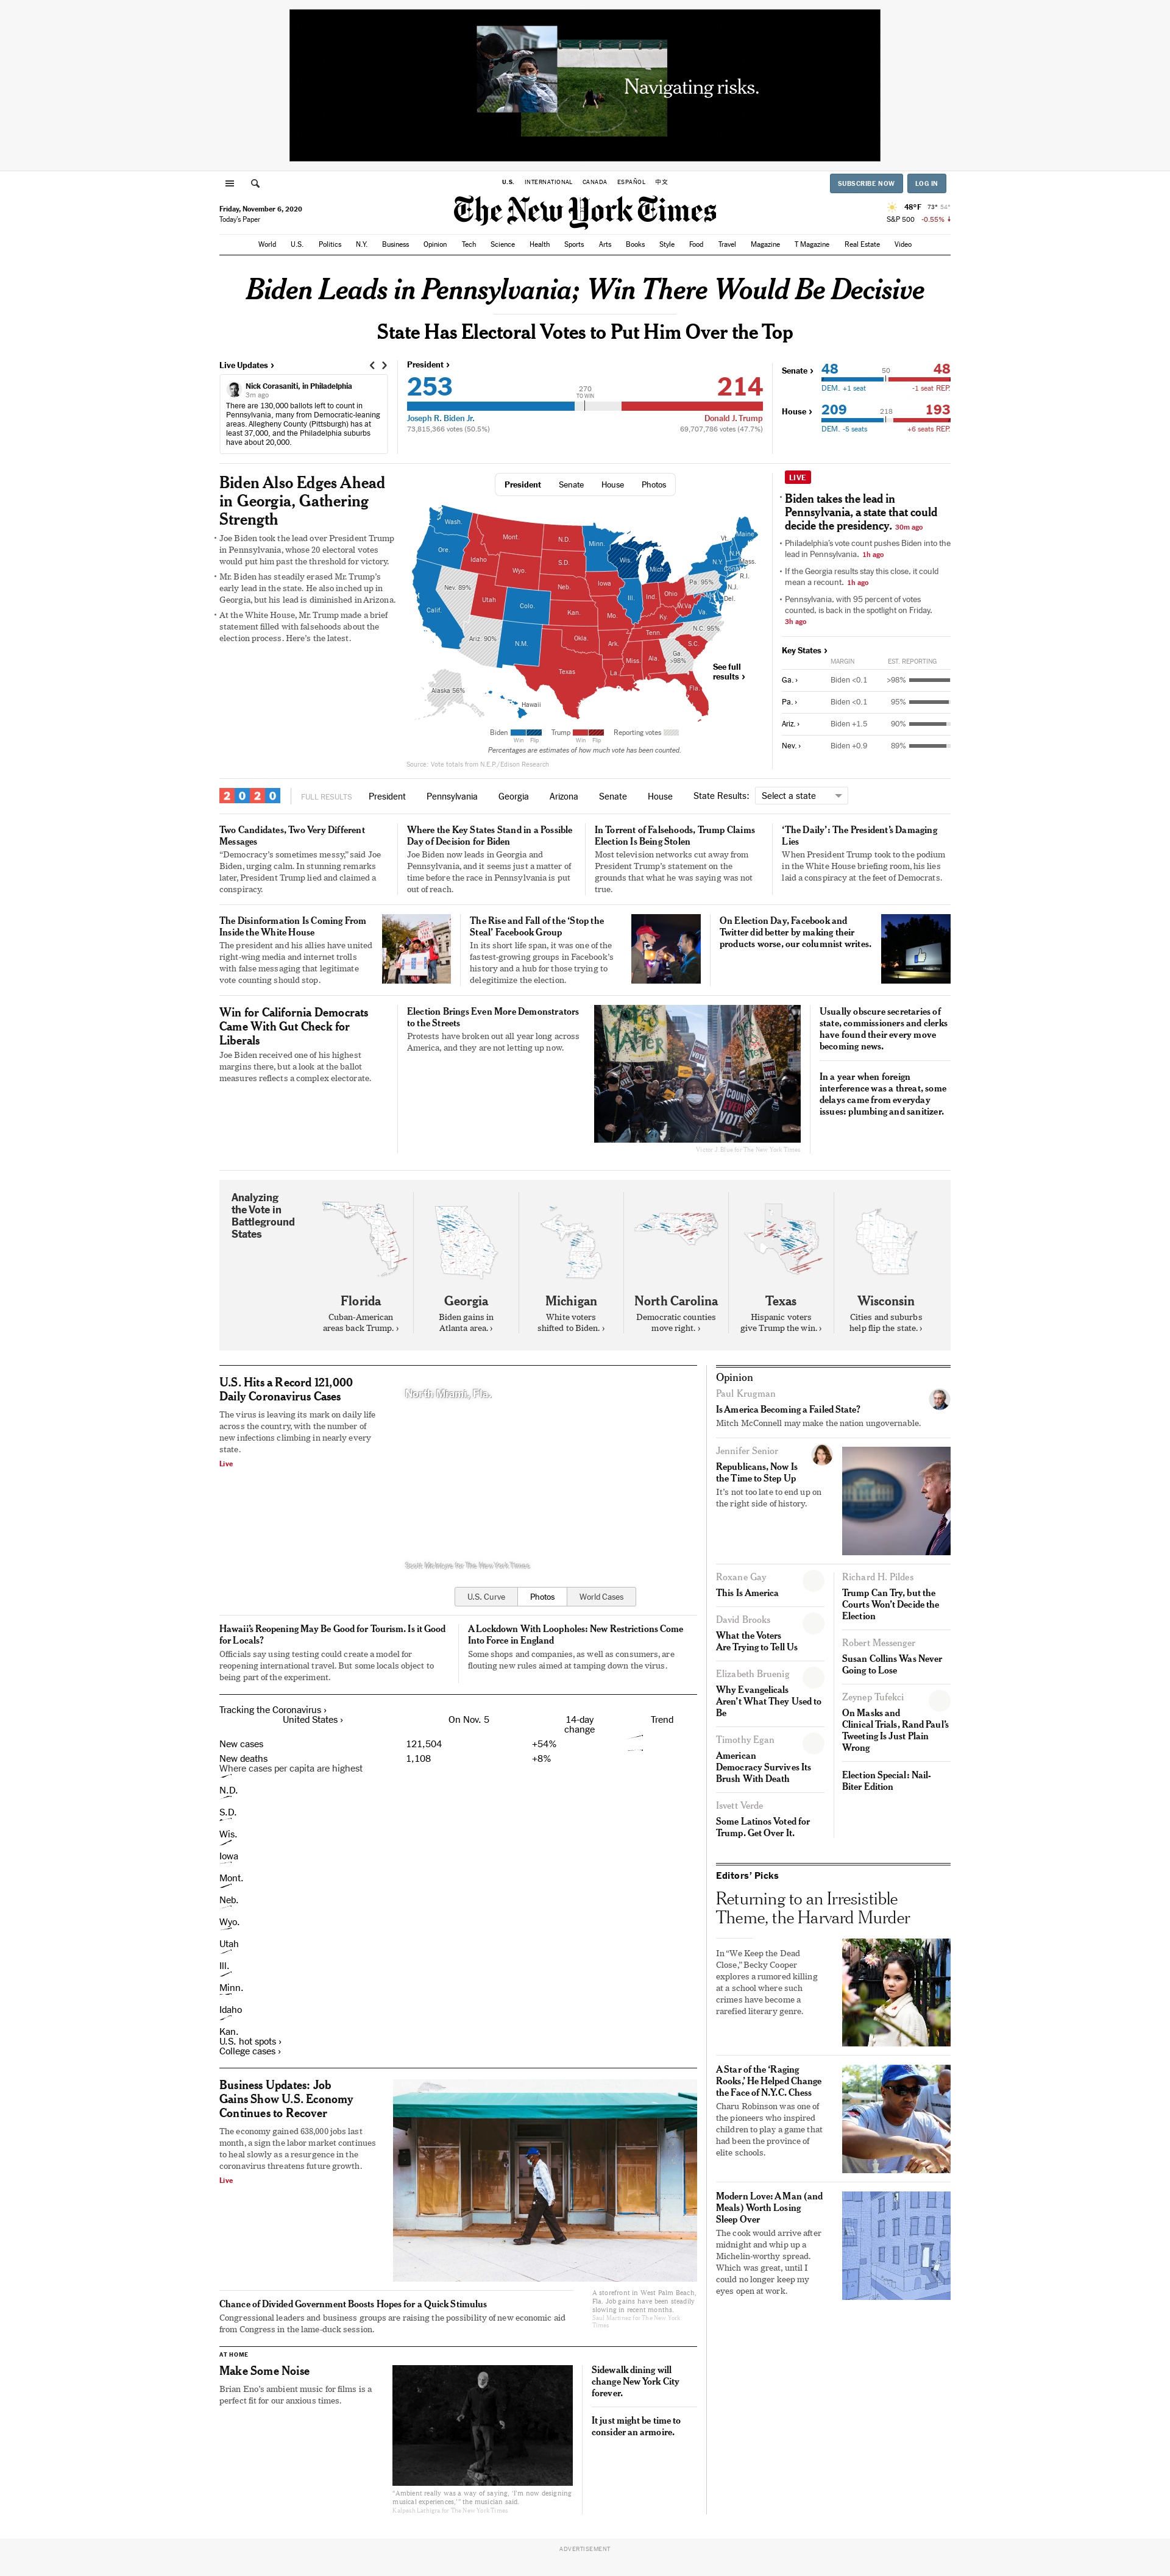 Navigating risks.
U.S. INTERNATIONAL CANADA ESPAÑOL 中文
SUBSCRIBE NOW LOG IN
Friday, November 6, 2020
Today's Paper
The New York Times
48°F 73° 54°
S&P 500 -0.55%
World U.S. Politics N.Y. Business Opinion Tech Science Health Sports Arts Books Style Food Travel Magazine T Magazine Real Estate Video
Biden Leads in Pennsylvania; Win There Would Be Decisive
State Has Electoral Votes to Put Him Over the Top
Live Updates ›
Nick Corasaniti, in Philadelphia
3m ago
There are 130,000 ballots left to count in
Pennsylvania, many from Democratic-leaning
areas. Allegheny County (Pittsburgh) has at
least 37,000, and the Philadelphia suburbs
have about 20,000.
President ›
253 214
270
TO WIN
Joseph R. Biden Jr. Donald J. Trump
73,815,366 votes (50.5%) 69,707,786 votes (47.7%)
Senate › 48 50 48
DEM. +1 seat -1 seat REP.
House › 209 218 193
DEM. -5 seats +6 seats REP.
Biden Also Edges Ahead
in Georgia, Gathering
Strength
Joe Biden took the lead over President Trump
in Pennsylvania, whose 20 electoral votes
would put him past the threshold for victory.
Mr. Biden has steadily erased Mr. Trump's
early lead in the state. He also inched up in
Georgia, but his lead is diminished in Arizona.
At the White House, Mr. Trump made a brief
statement filled with falsehoods about the
election process. Here's the latest.
President Senate House Photos
Wash.
Mont.
N.D.
Minn.
Vt.
Maine
Ore.
Idaho
Wyo.
S.D.
Wis.
Mich.
N.Y.
N.H.
Mass.
Conn.
R.I.
Nev. 89%
Neb.
Iowa
Pa. 95%
N.J.
Calif.
Utah
Colo.
Kan.
Mo.
Ill.
Ind.
Ohio
W.Va.
Va.
Del.
Ky.
N.C. 95%
Ariz. 90%
N.M.
Okla.
Ark.
Tenn.
S.C.
Texas
La.
Miss.
Ala.
Ga.
>98%
Fla.
Alaska 56%
Hawaii
See full
results ›
Biden Trump Reporting votes
Win Flip Win Flip
Percentages are estimates of how much vote has been counted.
Source: Vote totals from N.E.P./Edison Research
LIVE
Biden takes the lead in
Pennsylvania, a state that could
decide the presidency. 30m ago
Philadelphia's vote count pushes Biden into the
lead in Pennsylvania. 1h ago
If the Georgia results stay this close, it could
mean a recount. 1h ago
Pennsylvania, with 95 percent of votes
counted, is back in the spotlight on Friday.
3h ago
Key States ›
MARGIN EST. REPORTING
Ga. › Biden <0.1 >98%
Pa. › Biden <0.1 95%
Ariz. › Biden +1.5 90%
Nev. › Biden +0.9 89%
2020 FULL RESULTS President Pennsylvania Georgia Arizona Senate House State Results: Select a state
Two Candidates, Two Very Different
Messages
“Democracy's sometimes messy,” said Joe
Biden, urging calm. In stunning remarks
later, President Trump lied and claimed a
conspiracy.
Where the Key States Stand in a Possible
Day of Decision for Biden
Joe Biden now leads in Georgia and
Pennsylvania, and it seems just a matter of
time before the race in Pennsylvania is put
out of reach.
In Torrent of Falsehoods, Trump Claims
Election Is Being Stolen
Most television networks cut away from
President Trump's statement on the
grounds that what he was saying was not
true.
‘The Daily’: The President's Damaging
Lies
When President Trump took to the podium
in the White House briefing room, his lies
laid a conspiracy at the feet of Democrats.
The Disinformation Is Coming From
Inside the White House
The president and his allies have united
right-wing media and internet trolls
with false messaging that legitimate
vote counting should stop.
The Rise and Fall of the ‘Stop the
Steal’ Facebook Group
In its short life span, it was one of the
fastest-growing groups in Facebook's
history and a hub for those trying to
delegitimize the election.
On Election Day, Facebook and
Twitter did better by making their
products worse, our columnist writes.
Win for California Democrats
Came With Gut Check for
Liberals
Joe Biden received one of his highest
margins there, but a look at the ballot
measures reflects a complex electorate.
Election Brings Even More Demonstrators
to the Streets
Protests have broken out all year long across
America, and they are not letting up now.
VOTE
COUNT
EVERY
VOTE
MATTER
Victor J. Blue for The New York Times
Usually obscure secretaries of
state, commissioners and clerks
have found their every move
becoming news.
In a year when foreign
interference was a threat, some
delays came from everyday
issues: plumbing and sanitizer.
Analyzing
the Vote in
Battleground
States
Florida
Cuban-American
areas back Trump. ›
Georgia
Biden gains in
Atlanta area. ›
Michigan
White voters
shifted to Biden. ›
North Carolina
Democratic counties
move right. ›
Texas
Hispanic voters
give Trump the win. ›
Wisconsin
Cities and suburbs
help flip the state. ›
U.S. Hits a Record 121,000
Daily Coronavirus Cases
The virus is leaving its mark on daily life
across the country, with the number of
new infections climbing in nearly every
state.
Live
North Miami, Fla.
Scott McIntyre for The New York Times
U.S. Curve Photos World Cases
Hawaii's Reopening May Be Good for Tourism. Is it Good
for Locals?
Officials say using testing could create a model for
reopening international travel. But some locals object to
being part of the experiment.
A Lockdown With Loopholes: New Restrictions Come
Into Force in England
Some shops and companies, as well as consumers, are
flouting new rules aimed at tamping down the virus.
Tracking the Coronavirus ›
United States › On Nov. 5 14-day
change Trend
New cases 121,504 +54%
New deaths 1,108 +8%
Where cases per capita are highest
N.D.
S.D.
Wis.
Iowa
Mont.
Neb.
Wyo.
Utah
Ill.
Minn.
Idaho
Kan.
U.S. hot spots ›
College cases ›
Business Updates: Job
Gains Show U.S. Economy
Continues to Recover
The economy gained 638,000 jobs last
month, a sign the labor market continues
to heal slowly as a resurgence in the
coronavirus threatens future growth.
Live
A storefront in West Palm Beach,
Fla. Job gains have been steadily
slowing in recent months.
Saul Martinez for The New York
Times
Chance of Divided Government Boosts Hopes for a Quick Stimulus
Congressional leaders and business groups are raising the possibility of new economic aid
from Congress in the lame-duck session.
AT HOME
Make Some Noise
Brian Eno's ambient music for films is a
perfect fit for our anxious times.
“Ambient really was a way of saying, ‘I'm now designing
musical experiences,’” the musician said.
Kalpesh Lathigra for The New York Times
Sidewalk dining will
change New York City
forever.
It just might be time to
consider an armoire.
Opinion
Paul Krugman
Is America Becoming a Failed State?
Mitch McConnell may make the nation ungovernable.
Jennifer Senior
Republicans, Now Is
the Time to Step Up
It's not too late to end up on
the right side of history.
Roxane Gay
This Is America
David Brooks
What the Voters
Are Trying to Tell Us
Elizabeth Bruenig
Why Evangelicals
Aren't What They Used to
Be
Timothy Egan
American
Democracy Survives Its
Brush With Death
Isvett Verde
Some Latinos Voted for
Trump. Get Over It.
Richard H. Pildes
Trump Can Try, but the
Courts Won't Decide the
Election
Robert Messenger
Susan Collins Was Never
Going to Lose
Zeynep Tufekci
On Masks and
Clinical Trials, Rand Paul's
Tweeting Is Just Plain
Wrong
Election Special: Nail-
Biter Edition
Editors' Picks
Returning to an Irresistible
Theme, the Harvard Murder
In “We Keep the Dead
Close,” Becky Cooper
explores a rumored killing
at a school where such
crimes have become a
rarefied literary genre.
A Star of the ‘Raging
Rooks,’ He Helped Change
the Face of N.Y.C. Chess
Charu Robinson was one of
the pioneers who inspired
children to play a game that
had been the province of
elite schools.
Modern Love: A Man (and
Meals) Worth Losing
Sleep Over
The cook would arrive after
midnight and whip up a
Michelin-worthy spread.
Which was great, until I
could no longer keep my
eyes open at work.
ADVERTISEMENT